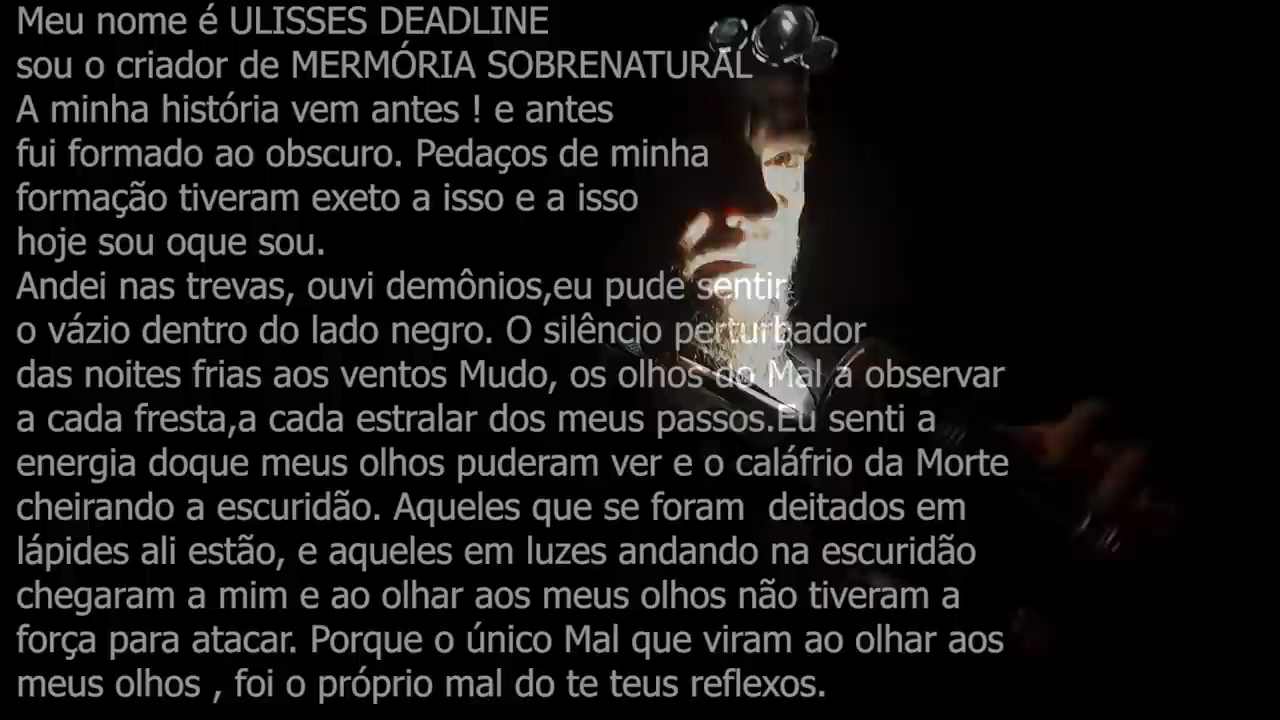 Meu nome é ULISSES DEADLINE
sou o criador de MERMÓRIA SOBRENATURAL
A minha história vem antes ! e antes
fui formado ao obscuro. Pedaços de minha
formação tiveram exeto a isso e a isso
hoje sou oque sou.
Andei nas trevas, ouvi demônios,eu pude sentir
o vázio dentro do lado negro. O silêncio perturbador
das noites frias aos ventos Mudo, os olhos do Mal a observar
a cada fresta,a cada estralar dos meus passos.Eu senti a
energia doque meus olhos puderam ver e o caláfrio da Morte
cheirando a escuridão. Aqueles que se foram  deitados em
lápides ali estão, e aqueles em luzes andando na escuridão
chegaram a mim e ao olhar aos meus olhos não tiveram a
força para atacar. Porque o único Mal que viram ao olhar aos
meus olhos , foi o próprio mal do te teus reflexos.